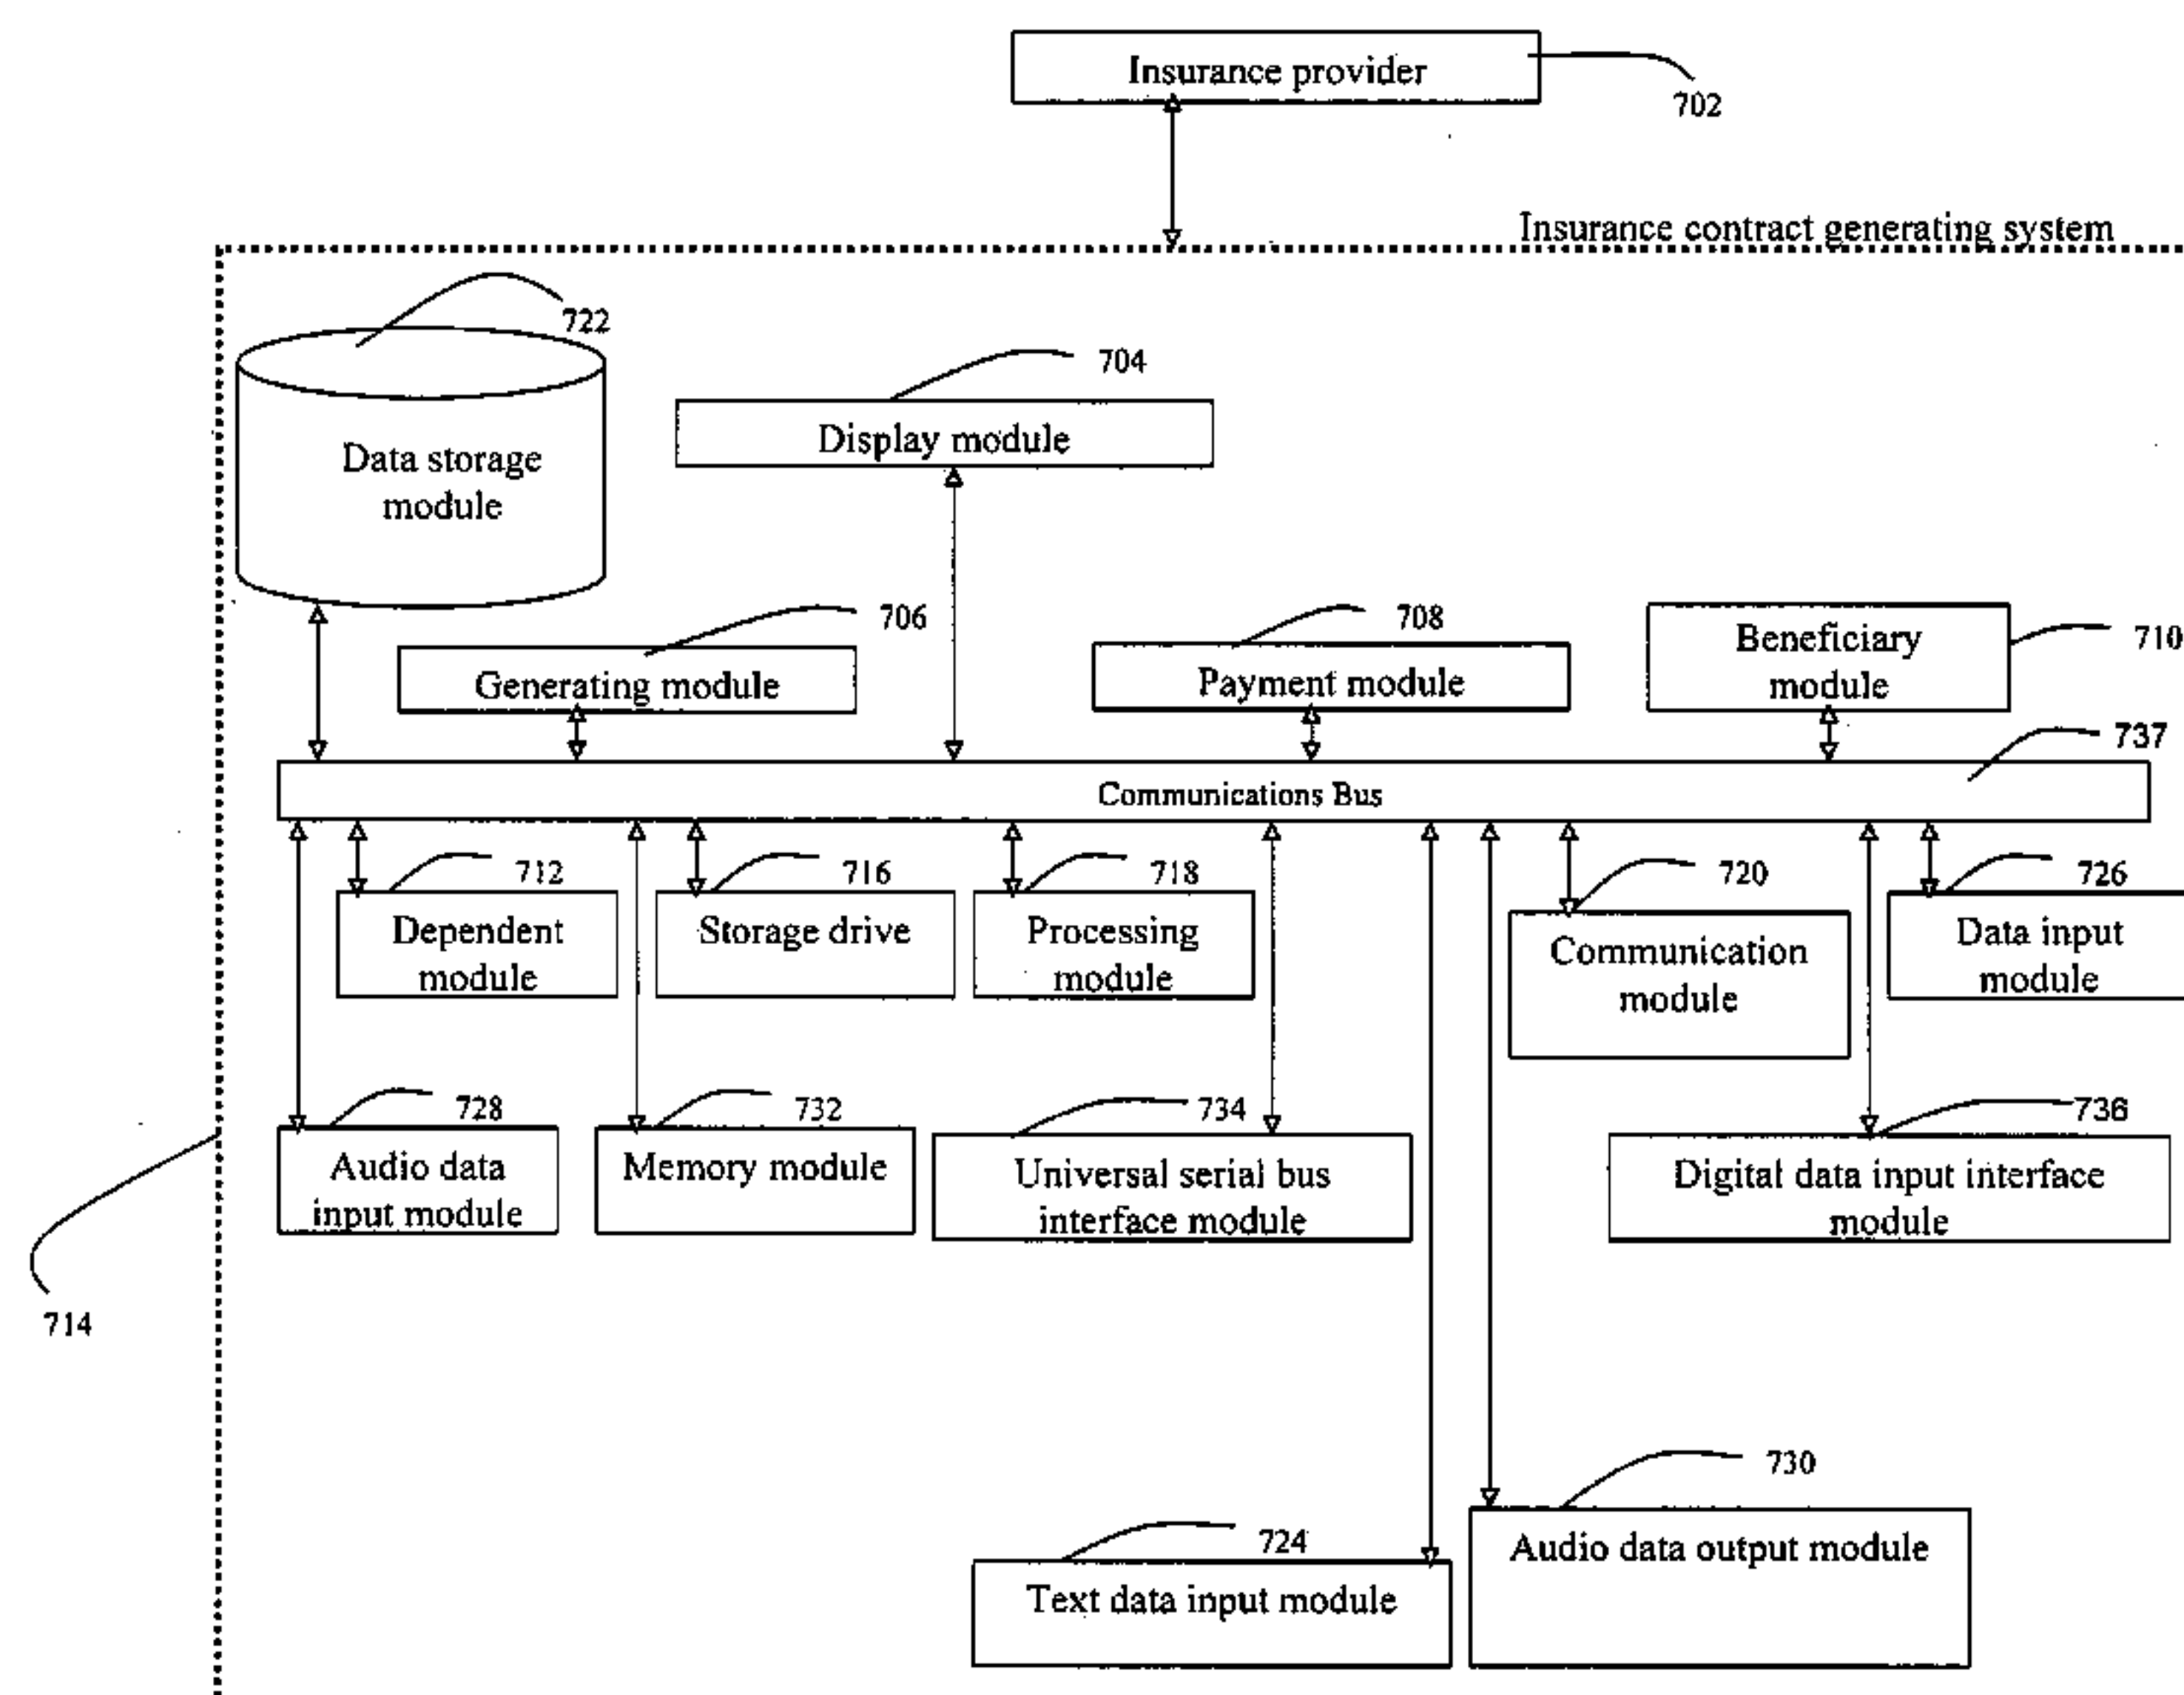 Insurance provider
702
Insurance contract generating system
722
704
Display module
Data storage
module
706
708
710
Generating module
Payment module
Beneficiary
module
737
Communications Bus
712
716
718
720
726
Dependent
module
Storage drive
Processing
module
Communication
module
Data input
module
728
732
734
736
Audio data
input module
Memory module
Universal serial bus
interface module
Digital data input interface
module
714
730
724
Audio data output module
Text data input module